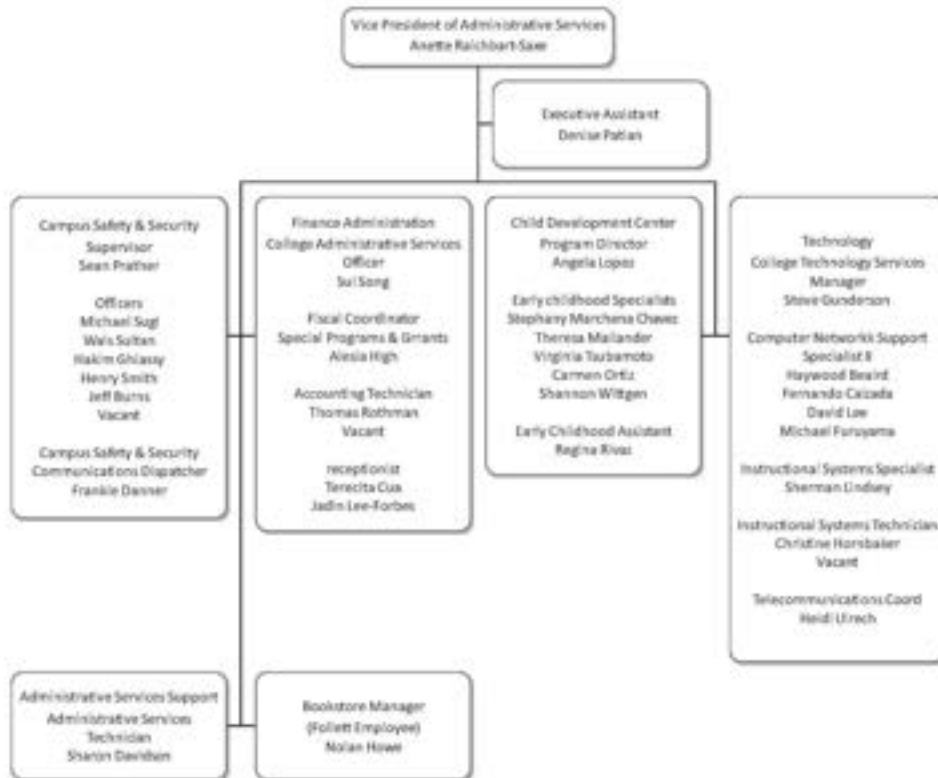 Vice President of Administrative Services
Anette Raichbart-Saxe
Executive Assistant
Denise Patian
Campus Safety & Security
Supervisor
Sean Prather
Officers
Michael Sugi
Wais Sultan
Hakim Ghiassy
Henry Smith
Jeff Burns
Vacant
Campus Safety & Security
Communications Dispatcher
Frankie Danner
Finance Administration
College Administrative Services
Officer
Sui Song
Fiscal Coordinator
Special Programs & Grrants
Alesia High
Accounting Technician
Thomas Rothman
Vacant
receptionist
Terecita Cua
Jadin Lee-Forbes
Child Development Center
Program Director
Angela Lopez
Early childhood Specialists
Stephany Marchena Chavez
Theresa Mailander
Virginia Tsubamoto
Carmen Ortiz
Shannon Wittgen
Early Childhood Assistant
Regina Rivas
Technology
College Technology Services
Manager
Steve Gunderson
Computer Networkk Support
Specialist II
Haywood Beaird
Fernando Calzada
David Lee
Michael Furuyama
Instructional Systems Specialist
Sherman Lindsey
Instructional Systems Technician
Christine Hornbaker
Vacant
Telecommunications Coord
Heidi Ulrech
Administrative Services Support
Administrative Services
Technician
Sharon Davidson
Bookstore Manager
(Follett Employee)
Nolan Howe